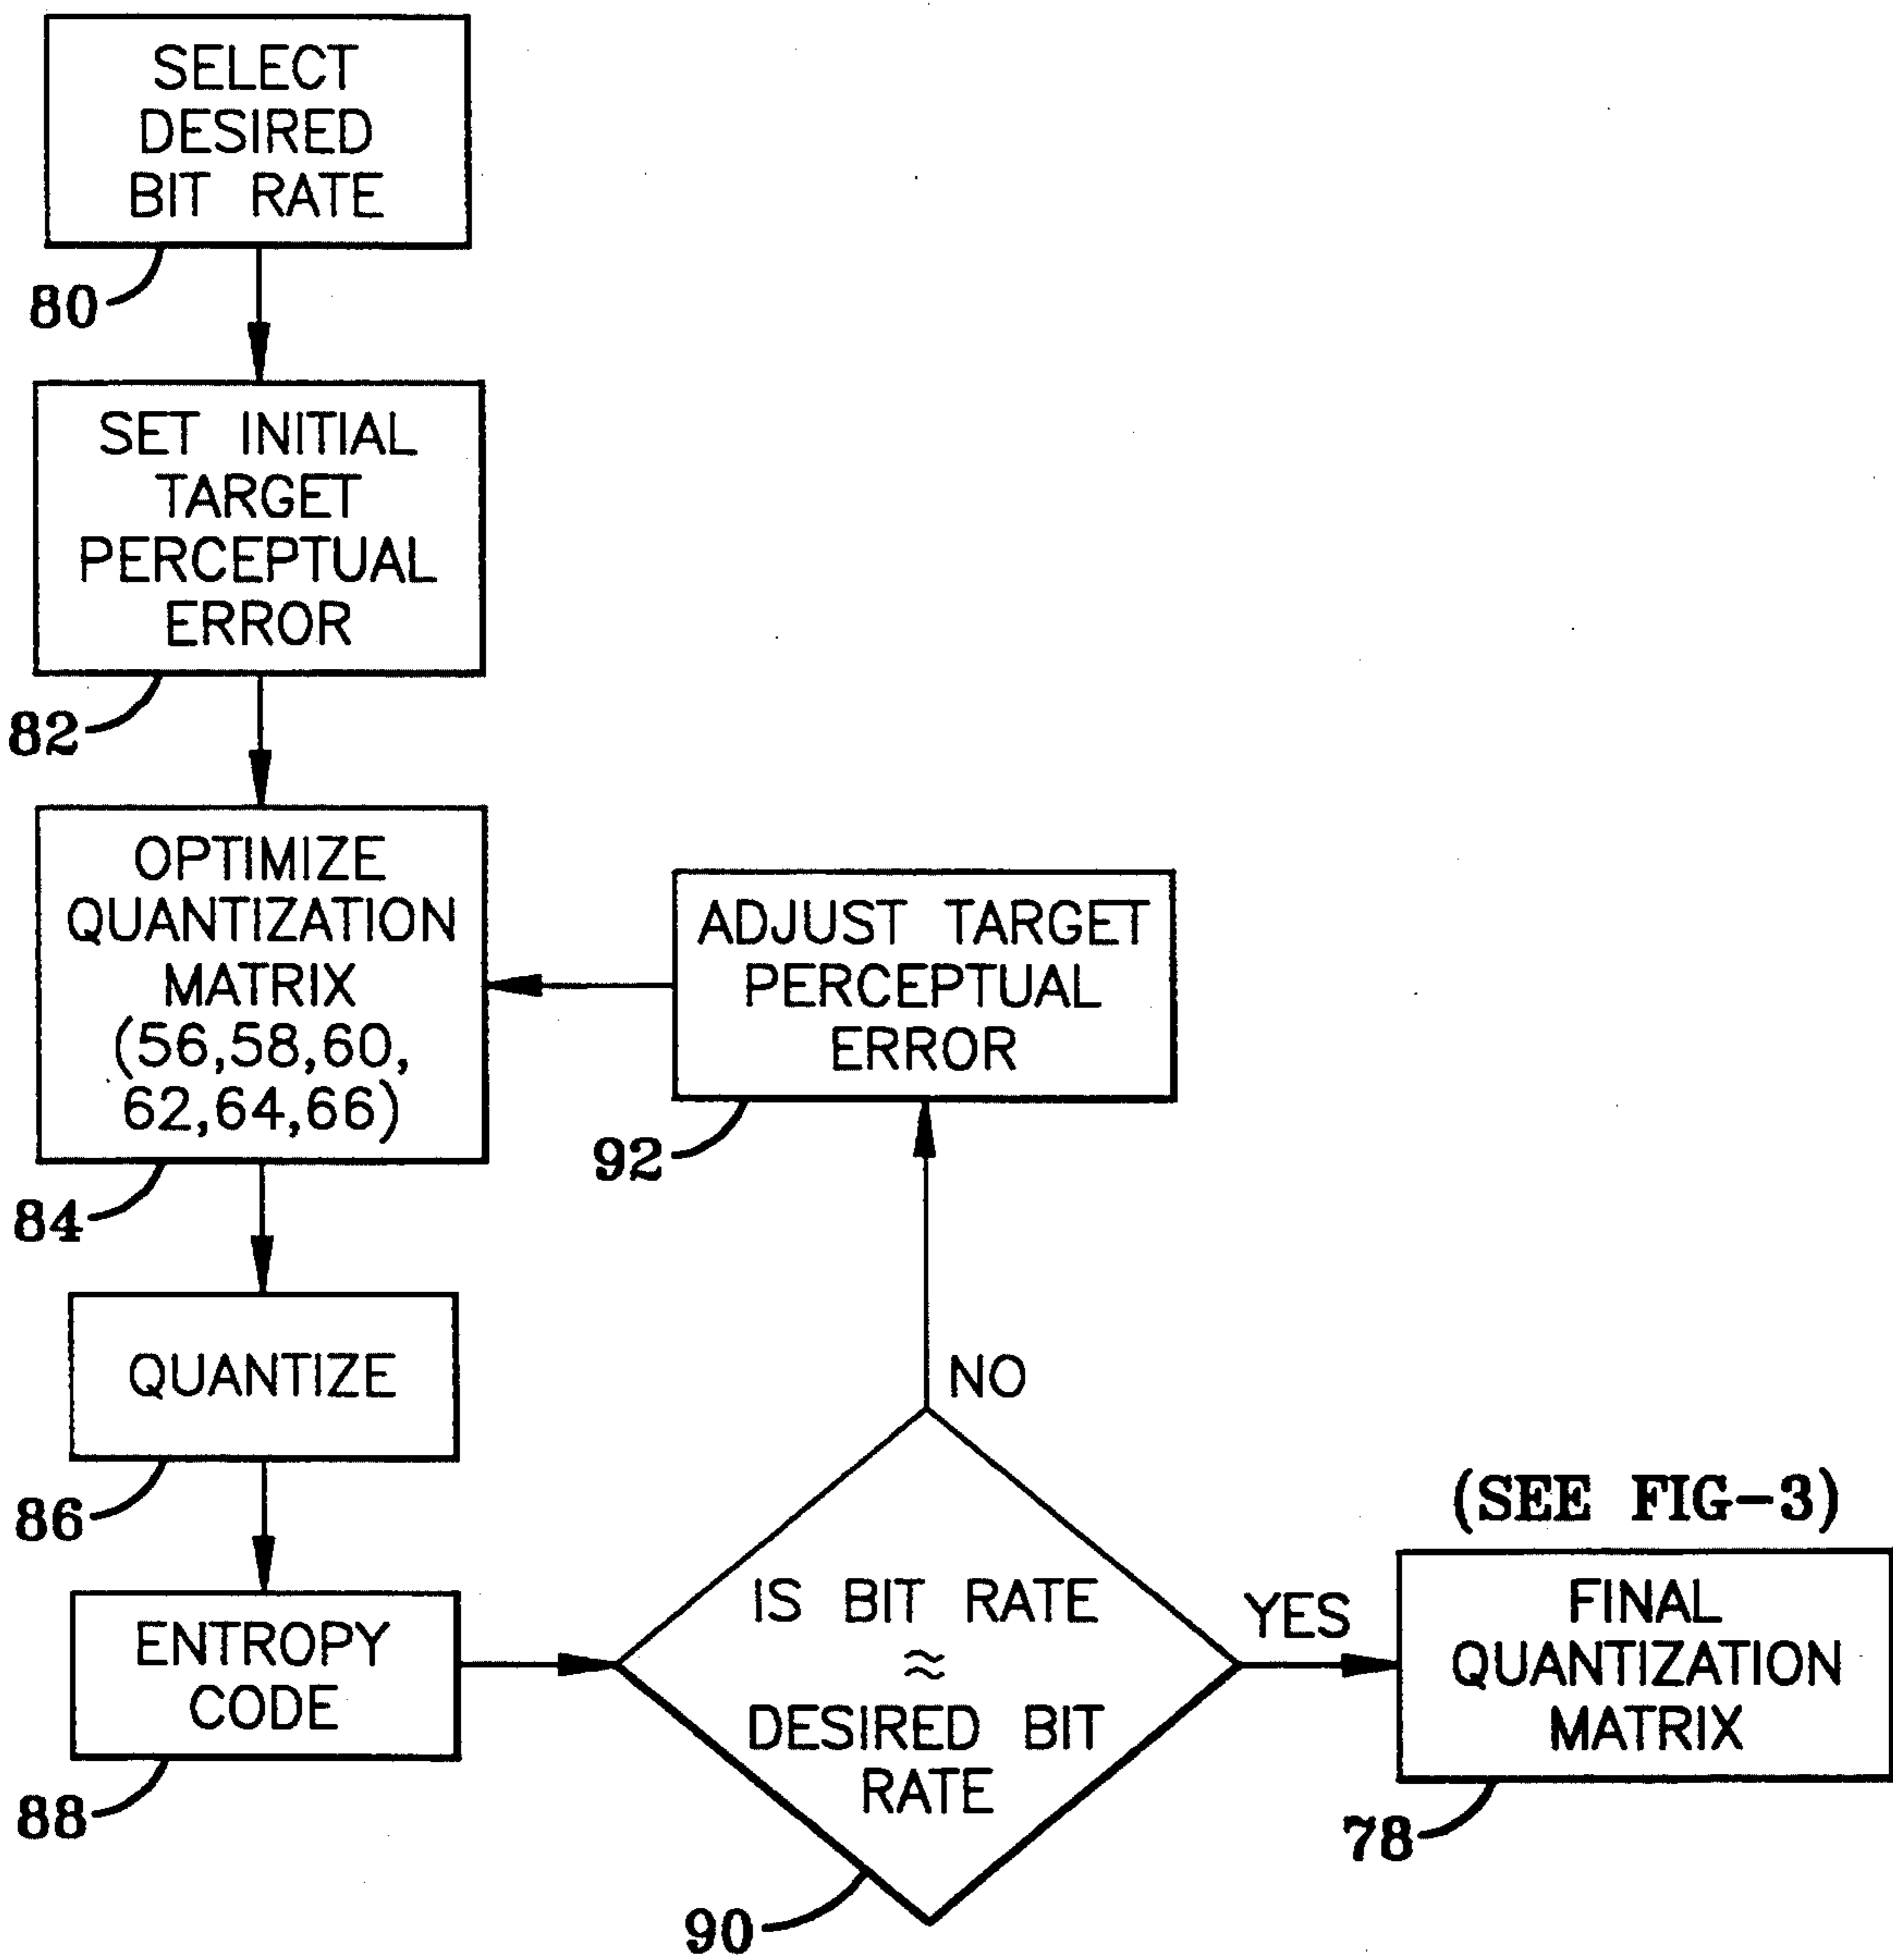 SELECT
DESIRED
BIT RATE
80
SET INITIAL
TARGET
PERCEPTUAL
ERROR
82
OPTIMIZE
QUANTIZATION
MATRIX
(56,58,60,
62,64,66)
84
ADJUST TARGET
PERCEPTUAL
ERROR
92
QUANTIZE
86
NO
ENTROPY
CODE
88
IS BIT RATE
≈
DESIRED BIT
RATE
90
YES
(SEE FIG-3)
FINAL
QUANTIZATION
MATRIX
78